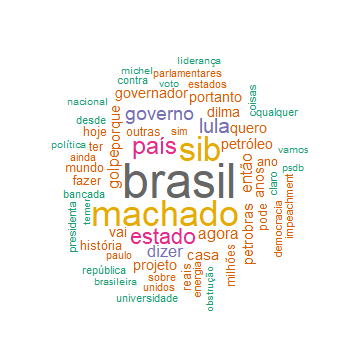 liderança
michel
parlamentares
contra
voto
estados
governador
portanto
coisas
nacional
governo
dilma
qualquer
desde
porque
lula
quero
hoje
outras
sim
política
ter
país
sib
petróleo
vamos
ainda
golpe
então
ano
psdb
mundo
anos
claro
fazer
brasil
bancada
impeachment
temer
machado
pode
presidenta
vai
estado
agora
petrobras
democracia
história
dizer
casa
paulo
milhões
república
projeto
reais
sobre
brasileira
unidos
energia
obstrução
universidade